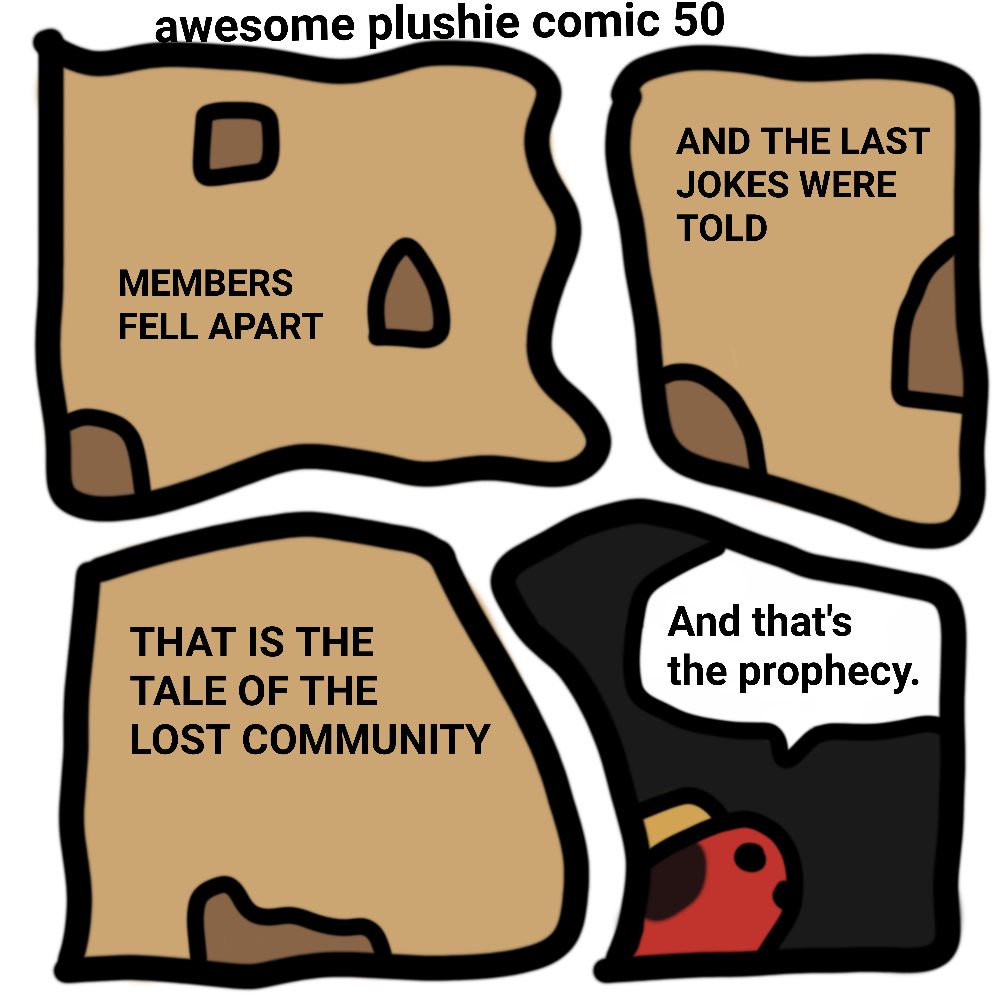 awesome plushie comic 50
MEMBERS
FELL APART
AND THE LAST
JOKES WERE
TOLD
THAT IS THE
TALE OF THE
LOST COMMUNITY
And that's
the prophecy.